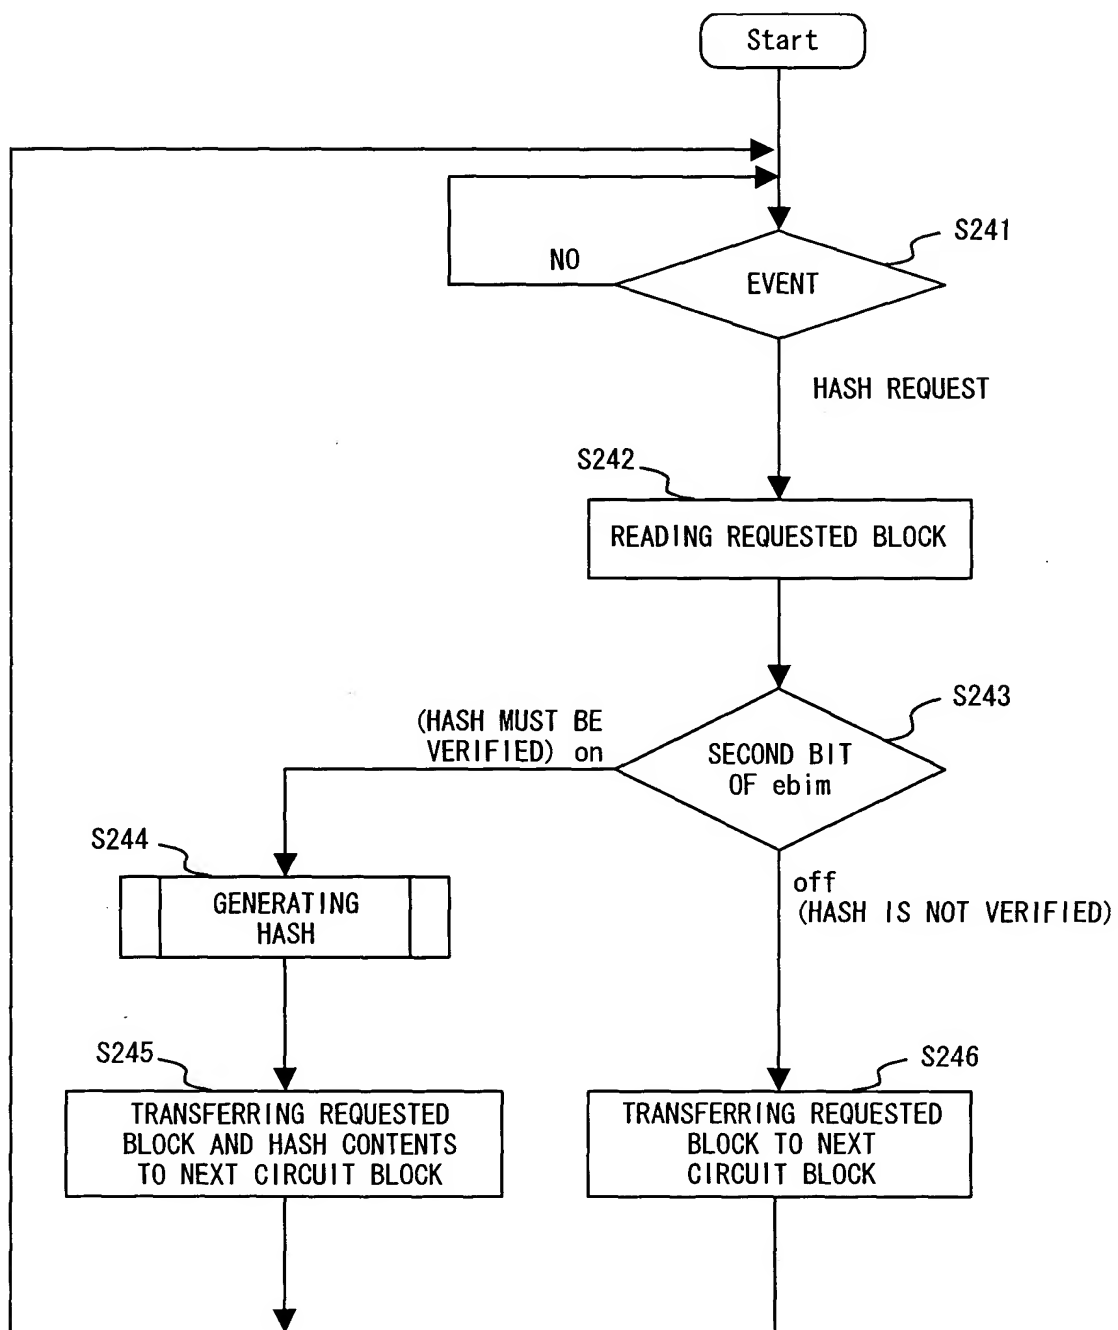 Start
S241
NO
EVENT
HASH REQUEST
S242
READING REQUESTED BLOCK
S243
(HASH MUST BE
VERIFIED) on
SECOND BIT
OF ebim
S244
off
(HASH IS NOT VERIFIED)
GENERATING
HASH
S245
S246
TRANSFERRING REQUESTED
BLOCK AND HASH CONTENTS
TO NEXT CIRCUIT BLOCK
TRANSFERRING REQUESTED
BLOCK TO NEXT
CIRCUIT BLOCK